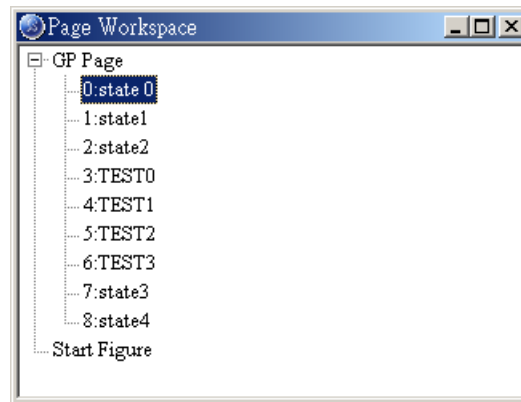 Page Workspace
GP Page
0:state 0
1:state1
2:state2
3:TEST0
4:TEST1
5:TEST2
6:TEST3
7:state3
8:state4
Start Figure